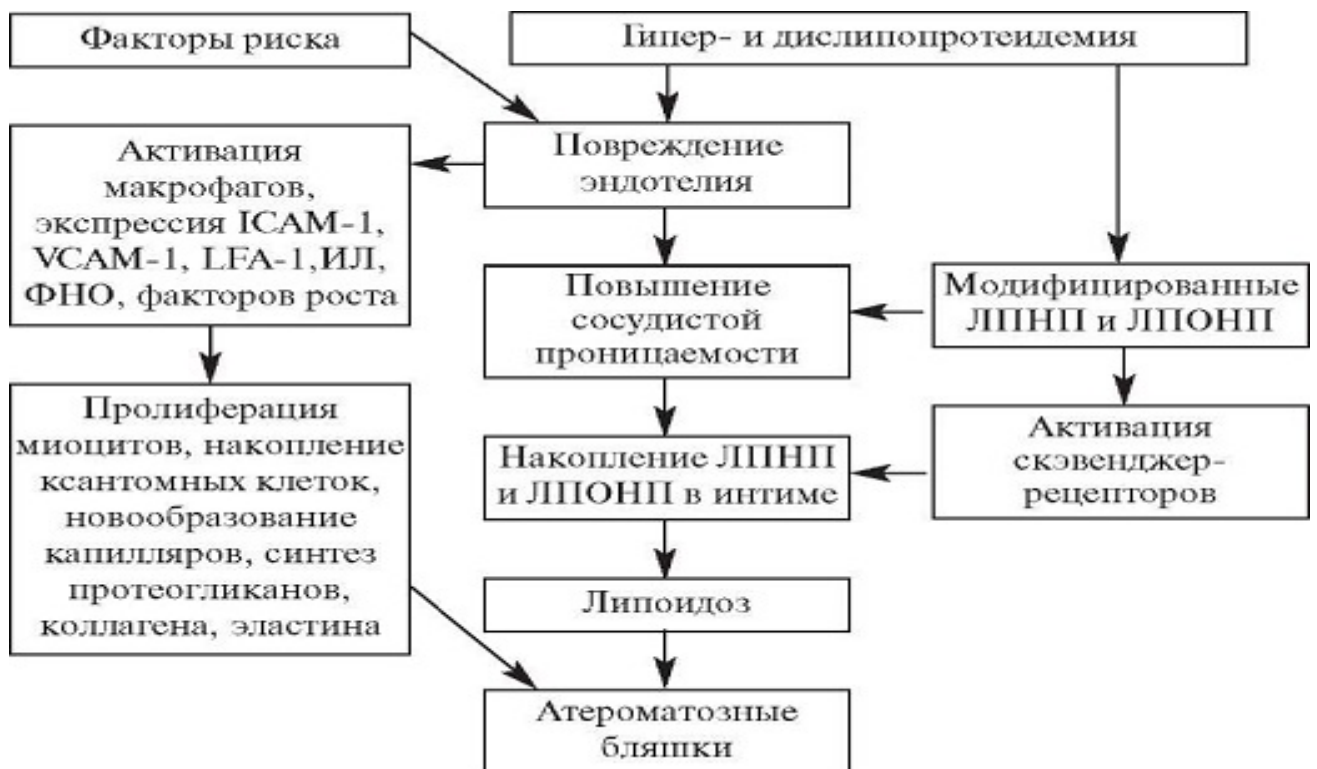 Факторы риска
Гипер- и дислипопротеидемия
Повреждение
эндотелия
Активация
макрофагов,
экспрессия ICAM-1,
VCAM-1, LFA-1,ИЛ,
ФНО, факторов роста
Повышение
сосудистой
проницаемости
Модифицированные
ЛПНП и ЛПОНП
Пролиферация
миоцитов, накопление
ксантомных клеток,
новообразование
капилляров, синтез
протеогликанов,
коллагена, эластина
Накопление ЛПНП
и ЛПОНП в интиме
Активация
скэвенджер-
рецепторов
Липоидоз
Атероматозные
бляшки